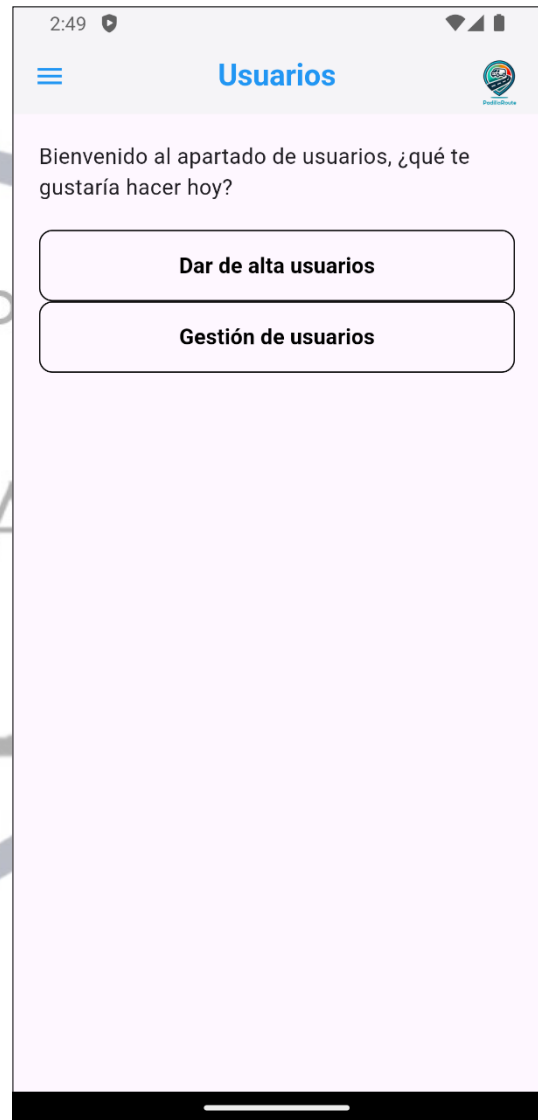 2:49
Usuarios
PadillaRoute
Bienvenido al apartado de usuarios, ¿qué te
gustaría hacer hoy?
Dar de alta usuarios
Gestión de usuarios